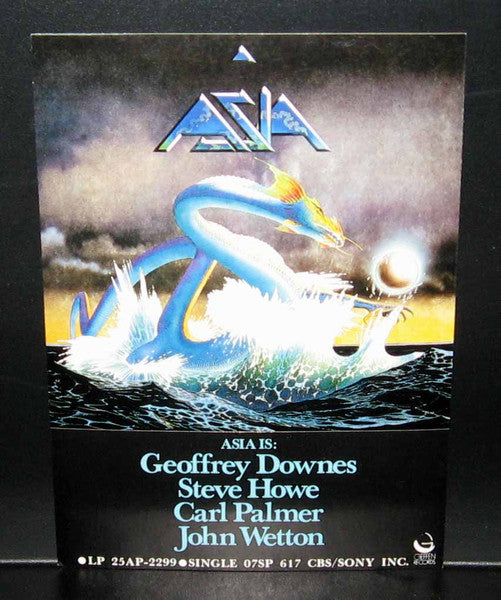 ASIA
ASIA IS:
Geoffrey Downes
Steve Howe
Carl Palmer
John Wetton
GEFFEN
RECORDS
●LP 25AP-2299●SINGLE 07SP 617 CBS/SONY INC.